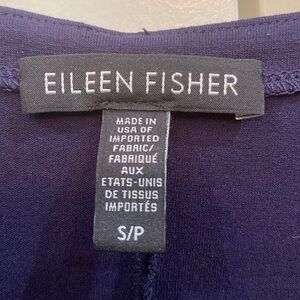 EILEEN FISHER
MADE IN
USA OF
IMPORTED
FABRIC/
FABRIQUÉ
AUX
ETATS-UNIS
DE TISSUS
IMPORTÉS
S/P